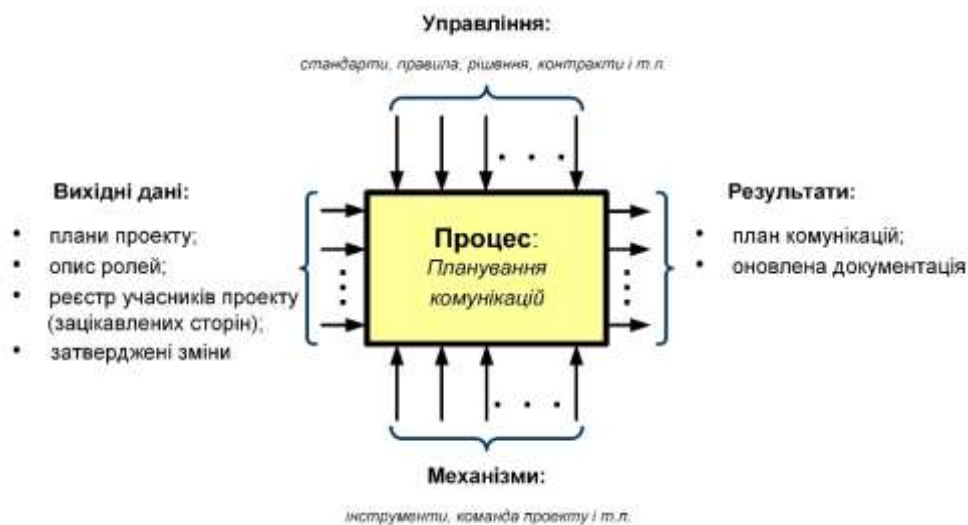 Управління:
стандарти, правила, рішення, контракти і т.п.
Вихідні дані:
• плани проекту;
• опис ролей;
• реєстр учасників проекту
(зацікавлених сторін);
• затверджені зміни
Процес:
Планування
комунікацій
Результати:
• план комунікацій;
• оновлена документація
Механізми:
інструменти, команда проекту і т.п.